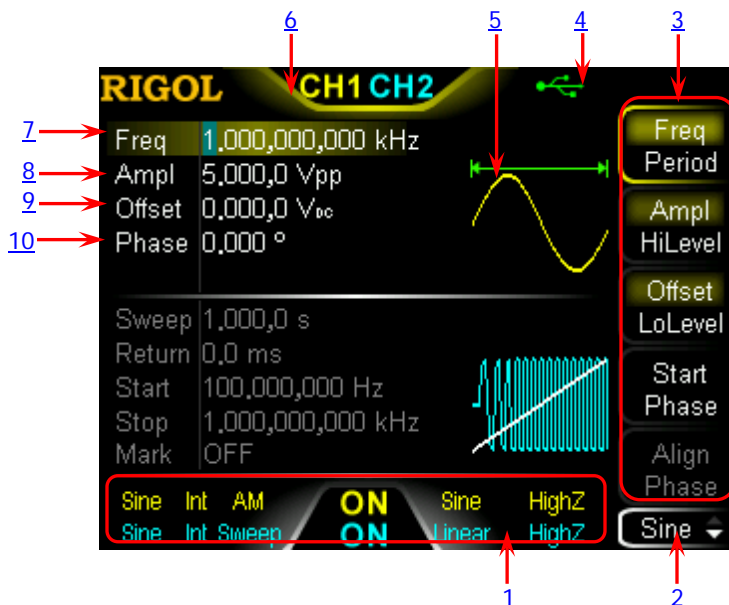 6 5 4 3
RIGOL CH1 CH2
7 Freq 1.000,000,000 kHz
8 Ampl 5.000,0 Vpp
9 Offset 0.000,0 VDC
10 Phase 0.000 °
Freq
Period
Ampl
HiLevel
Offset
LoLevel
Start
Phase
Align
Phase
Sine
Sweep 1.000,0 s
Return 0.0 ms
Start 100.000,000 Hz
Stop 1.000,000,000 kHz
Mark OFF
Sine Int AM ON Sine HighZ
Sine Int Sweep ON Linear HighZ
1 2